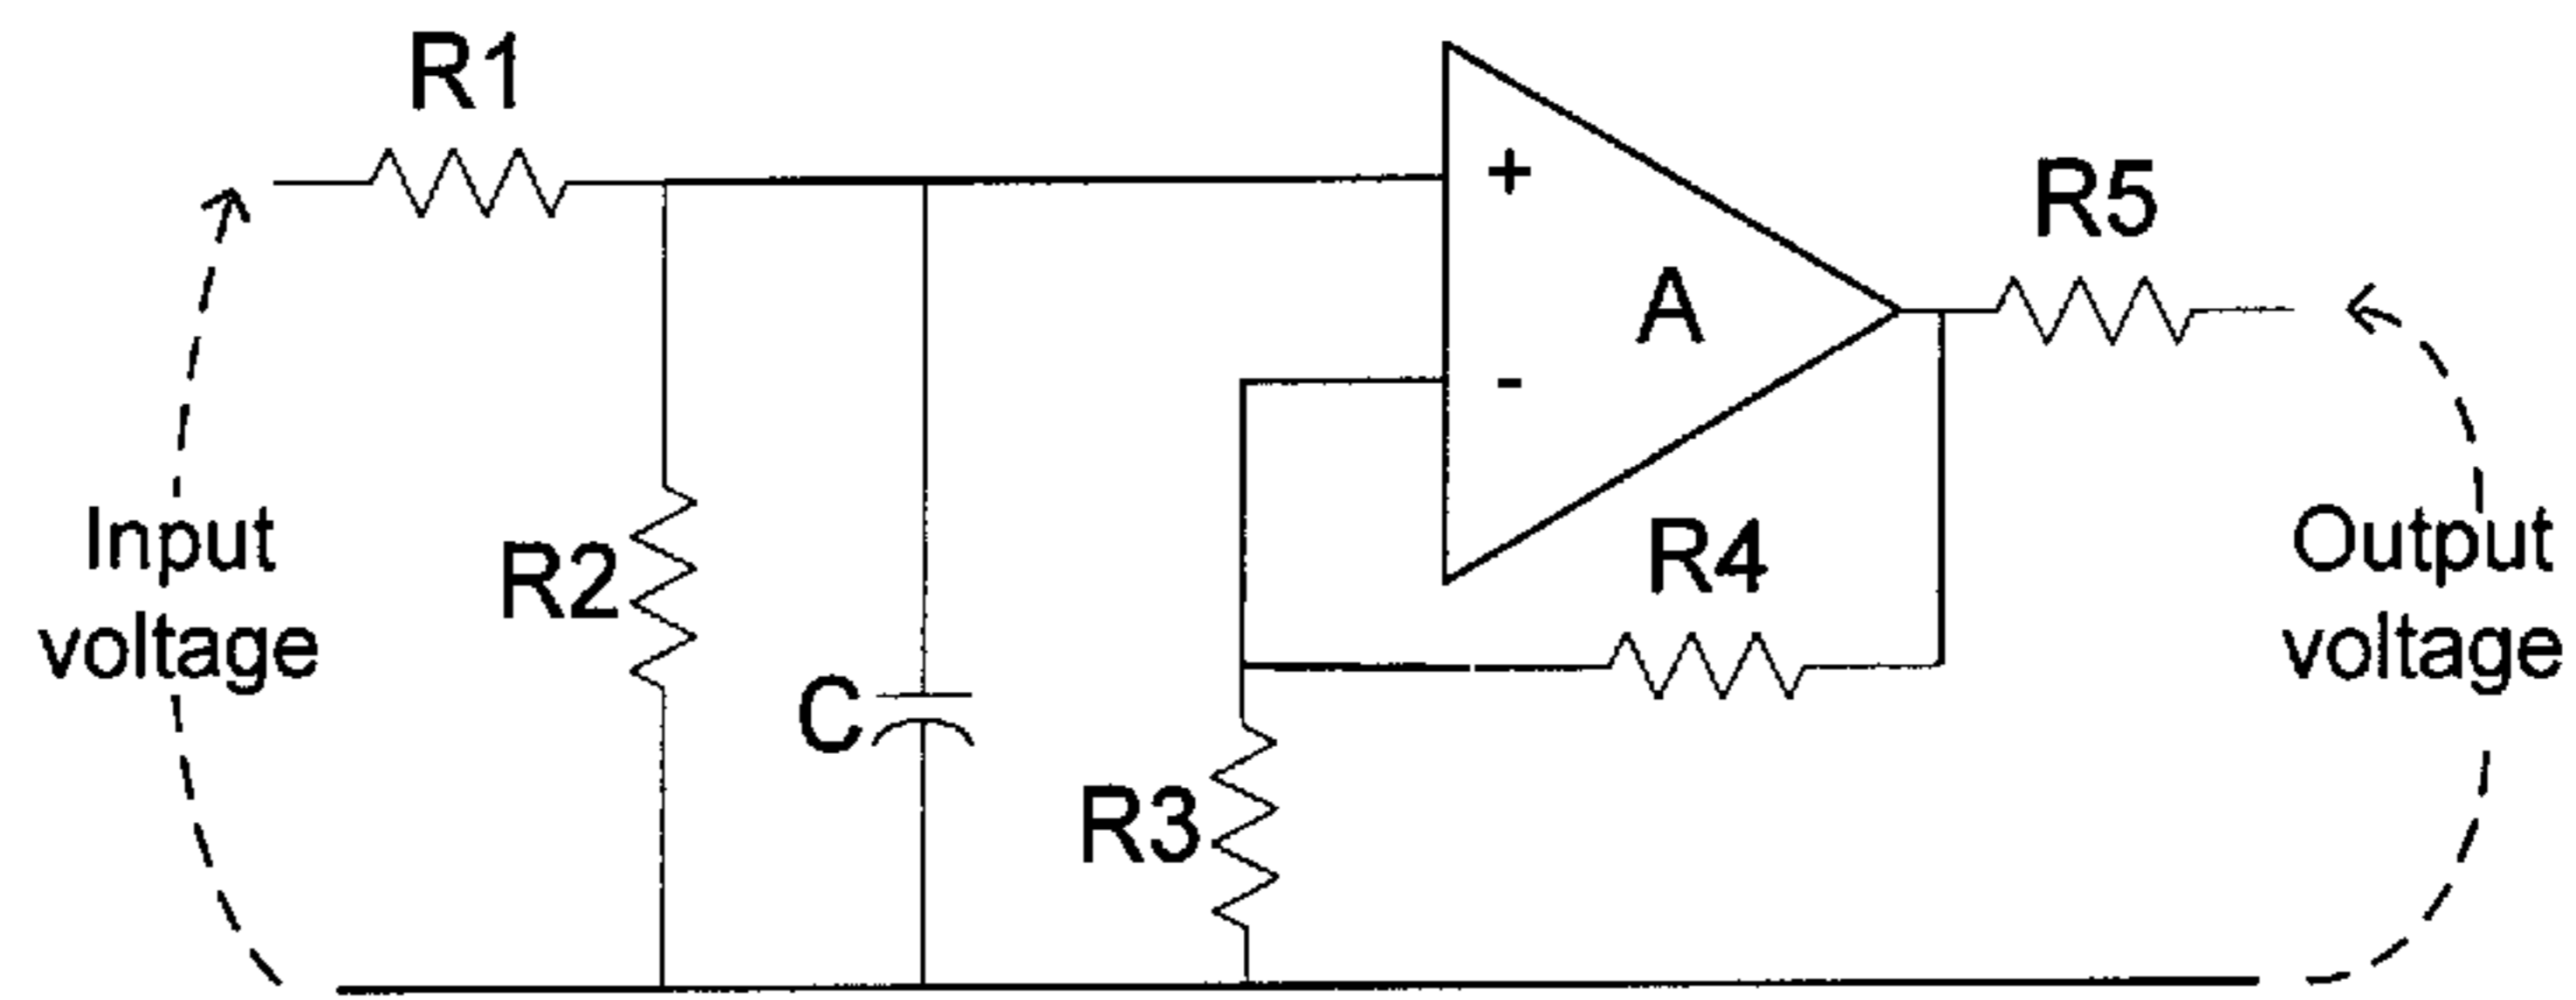 R1
+
A
-
R5
R4
R2
C
R3
Input
voltage
Output
voltage